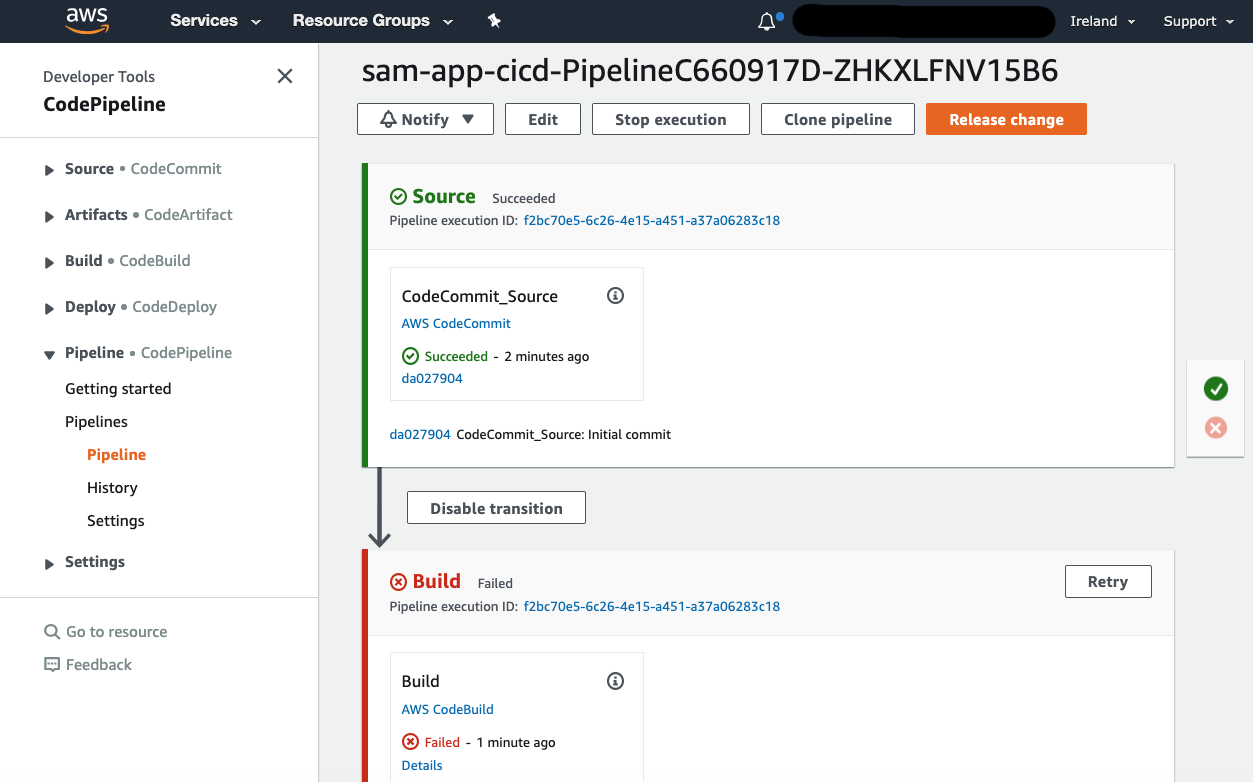 aws Services Resource Groups Ireland Support
Developer Tools
CodePipeline
Source • CodeCommit
Artifacts • CodeArtifact
Build • CodeBuild
Deploy • CodeDeploy
Pipeline • CodePipeline
Getting started
Pipelines
Pipeline
History
Settings
Settings
Go to resource
Feedback
sam-app-cicd-PipelineC660917D-ZHKXLFNV15B6
Notify Edit Stop execution Clone pipeline Release change
Source Succeeded
Pipeline execution ID: f2bc70e5-6c26-4e15-a451-a37a06283c18
CodeCommit_Source
AWS CodeCommit
Succeeded - 2 minutes ago
da027904
da027904 CodeCommit_Source: Initial commit
Disable transition
Build Failed Retry
Pipeline execution ID: f2bc70e5-6c26-4e15-a451-a37a06283c18
Build
AWS CodeBuild
Failed - 1 minute ago
Details